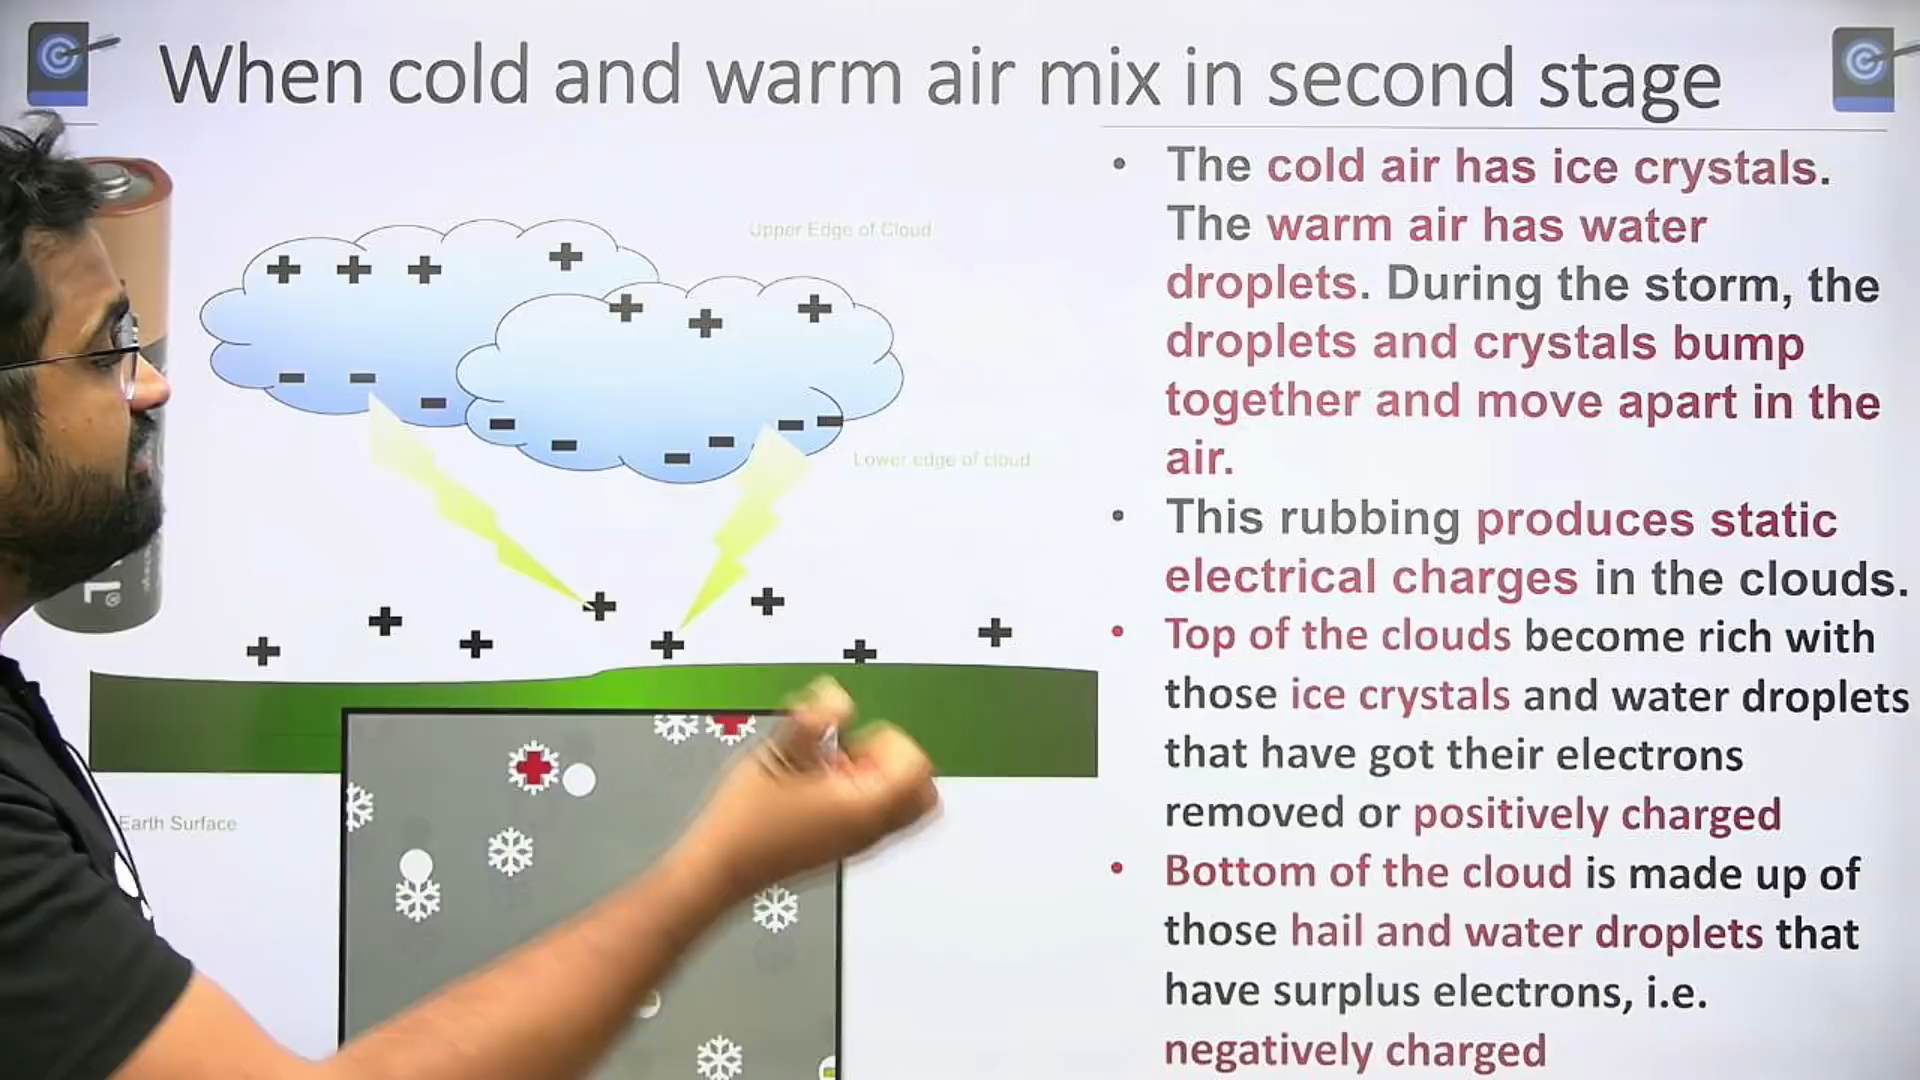 When cold and warm air mix in second stage
Upper Edge of Cloud
Lower edge of cloud
Earth Surface
• The cold air has ice crystals.
The warm air has water
droplets. During the storm, the
droplets and crystals bump
together and move apart in the
air.
• This rubbing produces static
electrical charges in the clouds.
• Top of the clouds become rich with
those ice crystals and water droplets
that have got their electrons
removed or positively charged
• Bottom of the cloud is made up of
those hail and water droplets that
have surplus electrons, i.e.
negatively charged